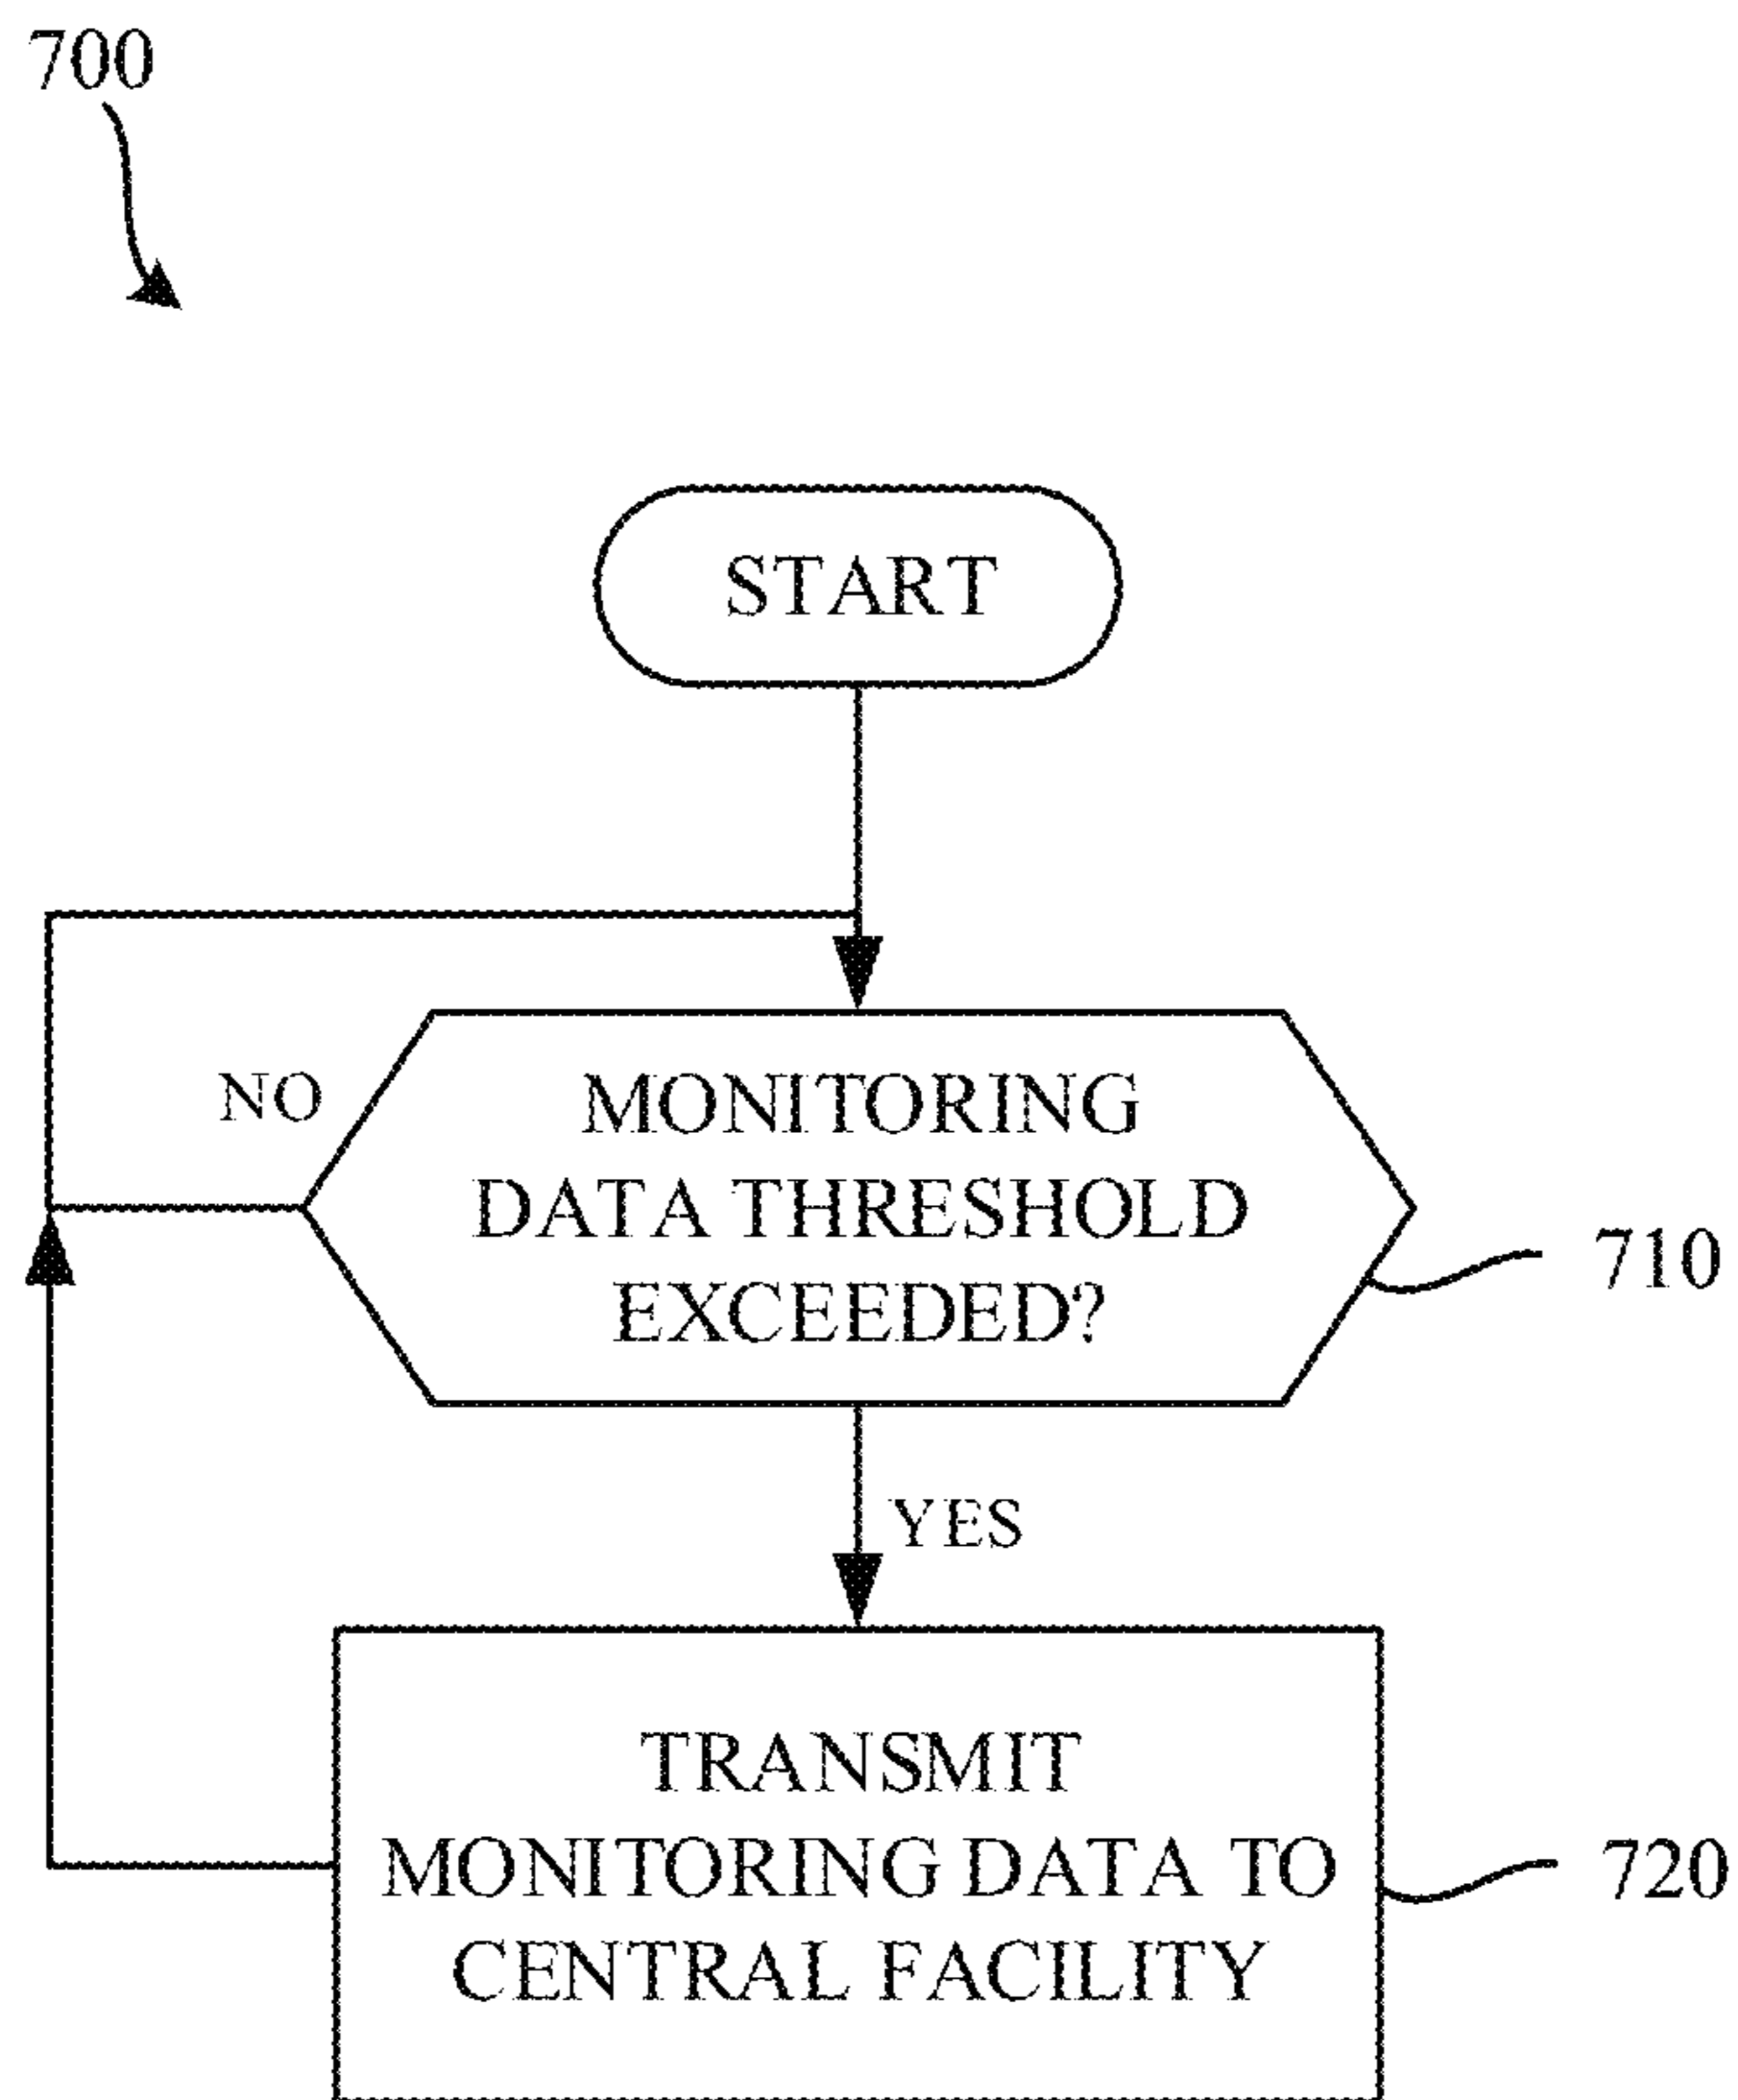 700
START
NO
MONITORING
DATA THRESHOLD
EXCEEDED?
710
YES
TRANSMIT
MONITORING DATA TO
CENTRAL FACILITY
720